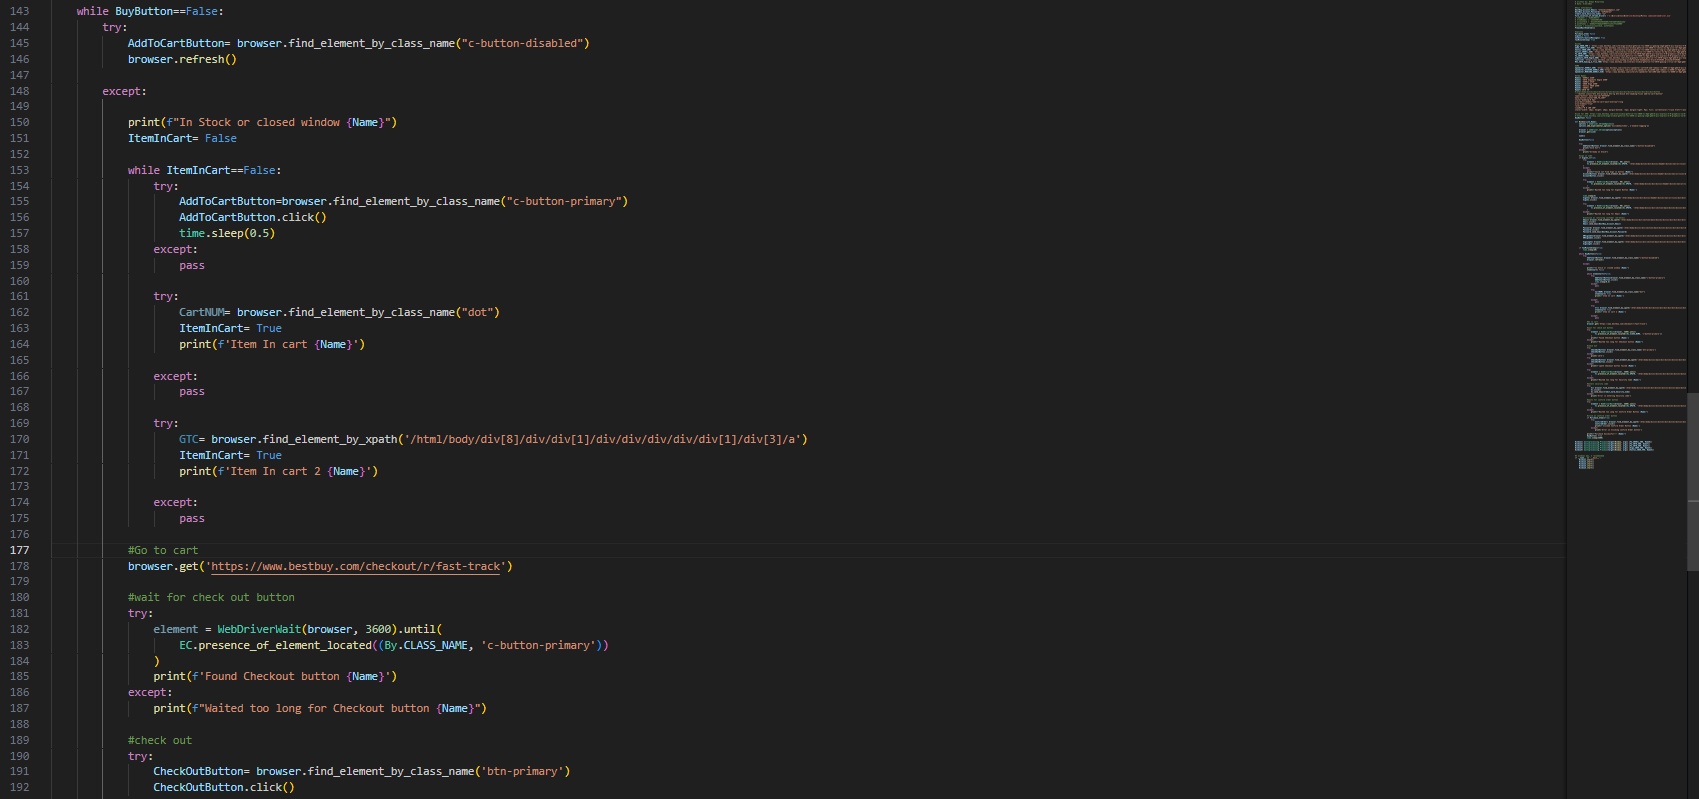 143 while BuyButton==False:
144 try:
145 AddToCartButton= browser.find_element_by_class_name("c-button-disabled")
146 browser.refresh()
147
148 except:
149
150 print(f"In Stock or closed window {Name}")
151 ItemInCart= False
152
153 while ItemInCart==False:
154 try:
155 AddToCartButton=browser.find_element_by_class_name("c-button-primary")
156 AddToCartButton.click()
157 time.sleep(0.5)
158 except:
159 pass
160
161 try:
162 CartNUM= browser.find_element_by_class_name("dot")
163 ItemInCart= True
164 print(f'Item In cart {Name}')
165
166 except:
167 pass
168
169 try:
170 GTC= browser.find_element_by_xpath('/html/body/div[8]/div/div[1]/div/div/div/div/div[1]/div[3]/a')
171 ItemInCart= True
172 print(f'Item In cart 2 {Name}')
173
174 except:
175 pass
176
177 #Go to cart
178 browser.get('https://www.bestbuy.com/checkout/r/fast-track')
179
180 #wait for check out button
181 try:
182 element = WebDriverWait(browser, 3600).until(
183 EC.presence_of_element_located((By.CLASS_NAME, 'c-button-primary'))
184 )
185 print(f'Found Checkout button {Name}')
186 except:
187 print(f"Waited too long for Checkout button {Name}")
188
189 #check out
190 try:
191 CheckOutButton= browser.find_element_by_class_name('btn-primary')
192 CheckOutButton.click()